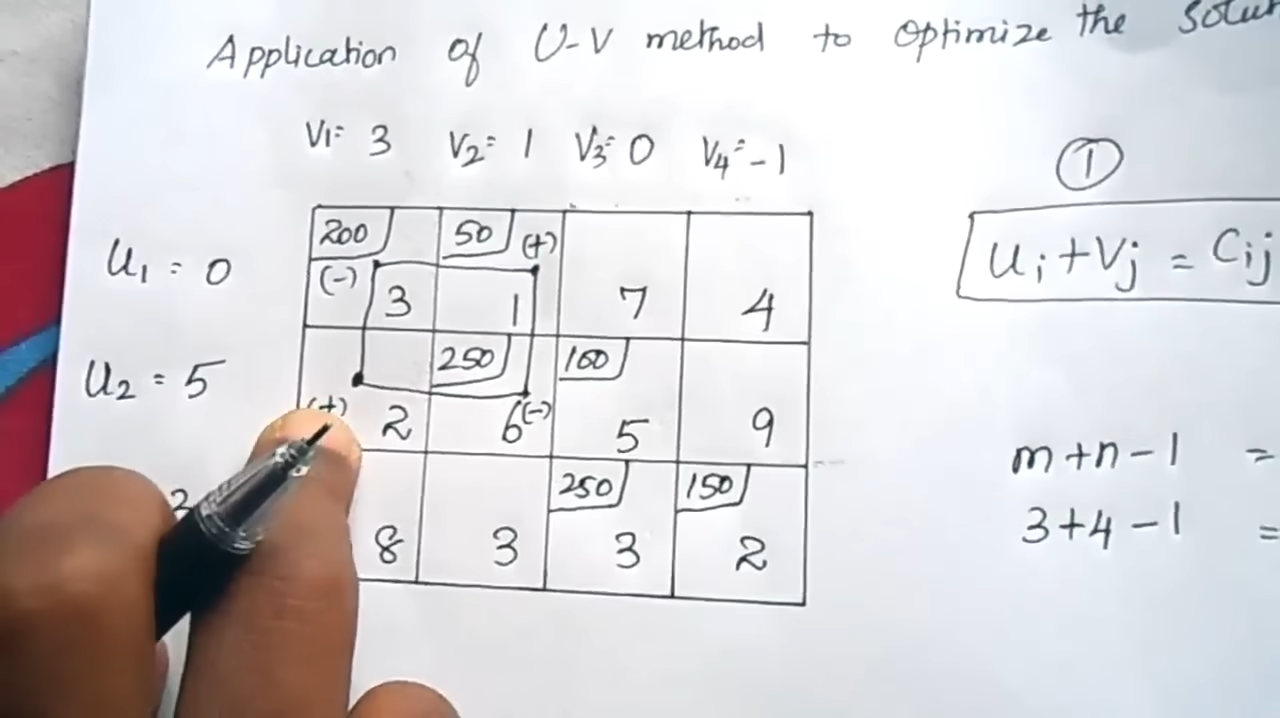 Application of U-V method to optimize the
V1= 3 V2= 1 V3= 0 V4= -1
①
200 50 (+)
U1 = 0 (-) 3 1 7 4
Ui+Vj = Cij
250 160
U2 = 5 (+) 2 6(-) 5 9
m+n-1 =
250 150
3+4-1 =
8 3 3 2